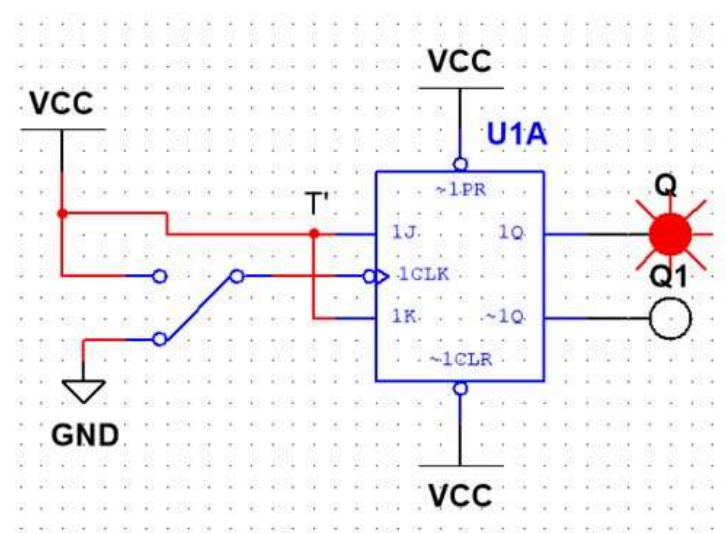 VCC
VCC
U1A
~1PR
T'
Q
1J
1Q
Q1
1CLK
1K
~1Q
~1CLR
GND
VCC